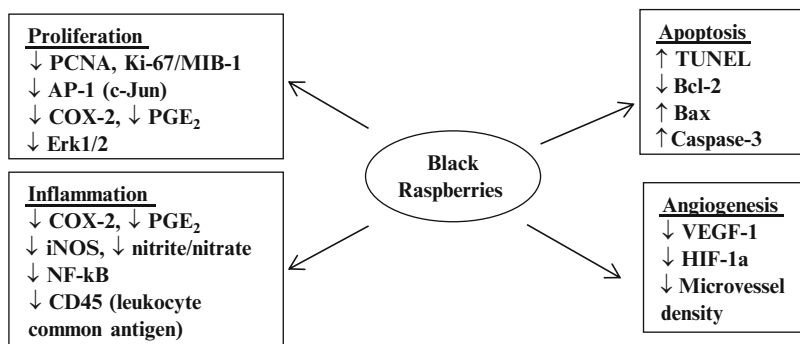 Proliferation
↓ PCNA, Ki-67/MIB-1
↓ AP-1 (c-Jun)
↓ COX-2, ↓ PGE₂
↓ Erk1/2
Inflammation
↓ COX-2, ↓ PGE₂
↓ iNOS, ↓ nitrite/nitrate
↓ NF-kB
↓ CD45 (leukocyte
common antigen)
Black
Raspberries
Apoptosis
↑ TUNEL
↓ Bcl-2
↑ Bax
↑ Caspase-3
Angiogenesis
↓ VEGF-1
↓ HIF-1a
↓ Microvessel
density